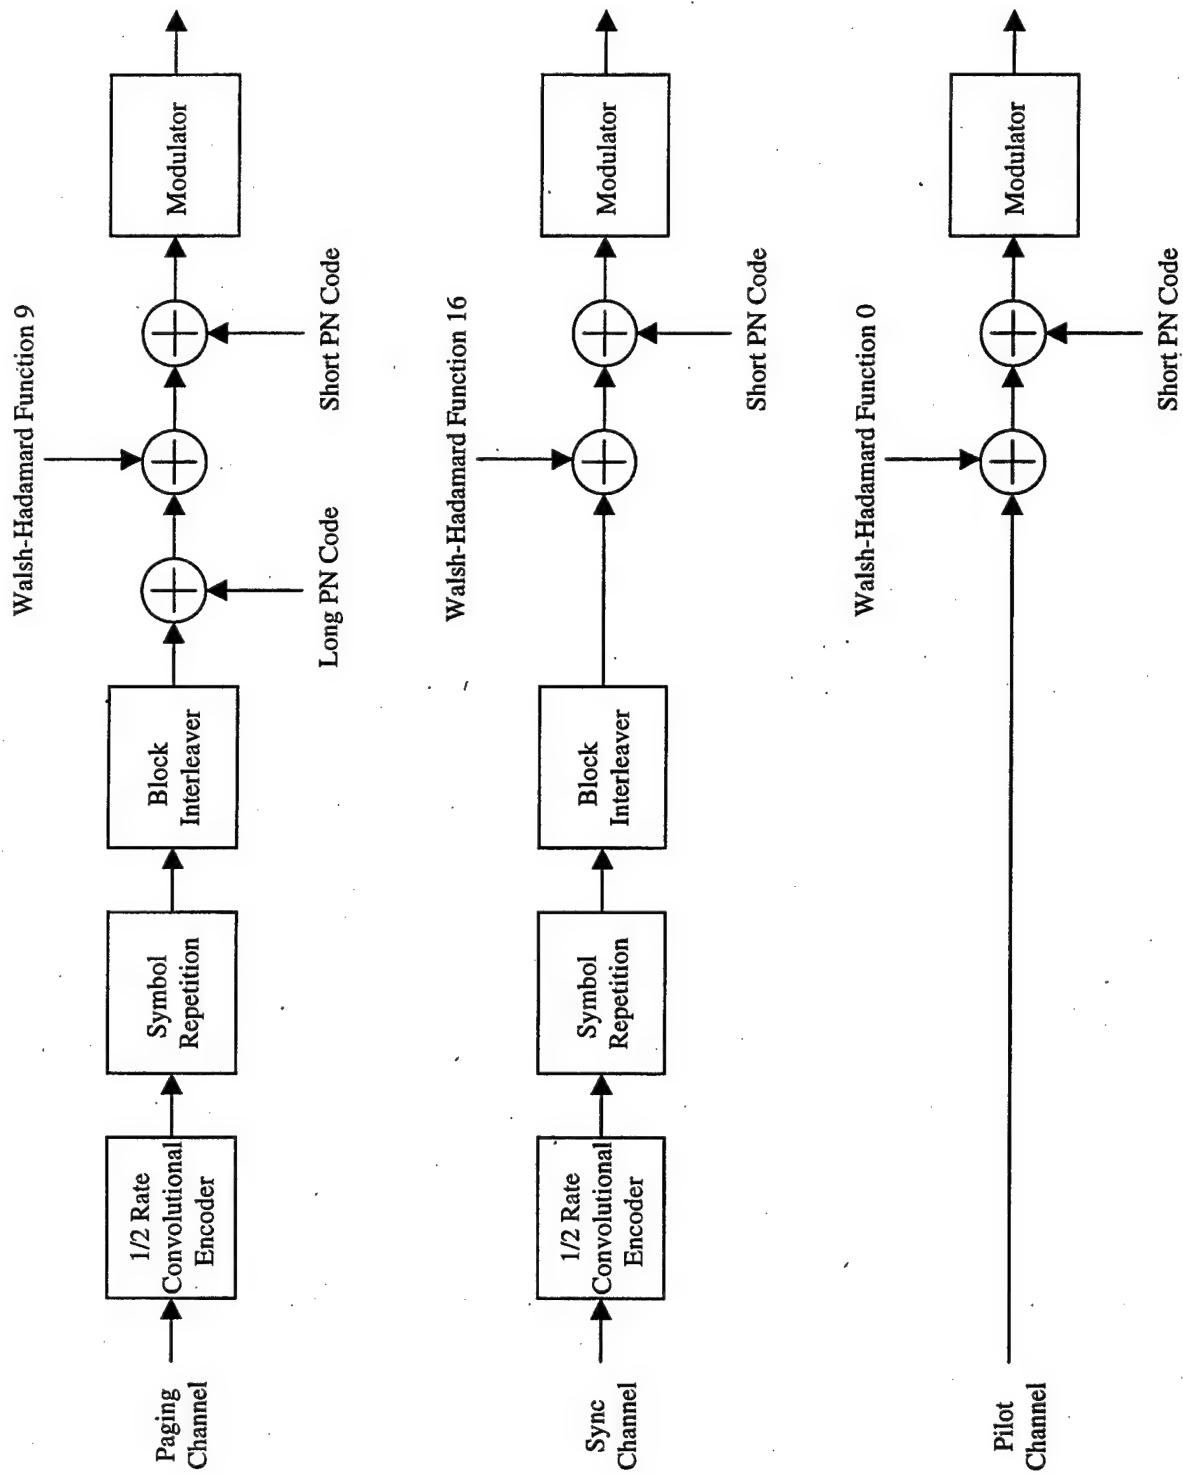 Walsh-Hadamard Function 9
Paging
Channel
1/2 Rate
Convolutional
Encoder
Symbol
Repetition
Block
Interleaver
Modulator
Long PN Code
Short PN Code
Walsh-Hadamard Function 16
Sync
Channel
1/2 Rate
Convolutional
Encoder
Symbol
Repetition
Block
Interleaver
Modulator
Short PN Code
Walsh-Hadamard Function 0
Pilot
Channel
Modulator
Short PN Code